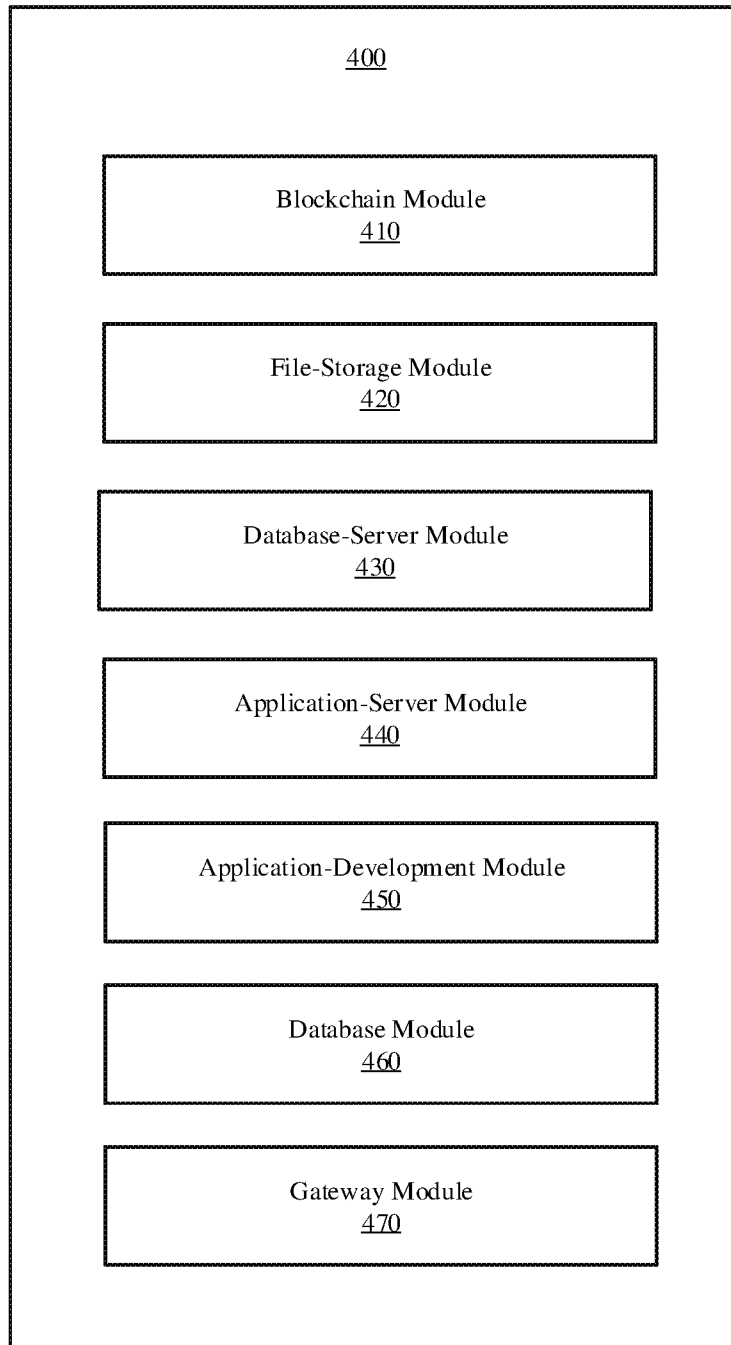 400
Blockchain Module
410
File-Storage Module
420
Database-Server Module
430
Application-Server Module
440
Application-Development Module
450
Database Module
460
Gateway Module
470